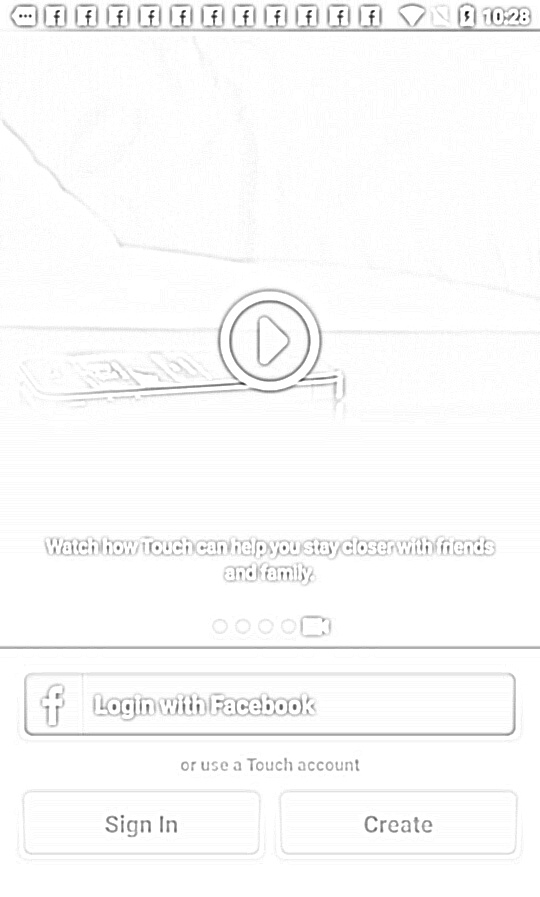 10:28
Watch how Touch can help you stay closer with friends
and family.
f Login with Facebook
or use a Touch account
Sign In Create